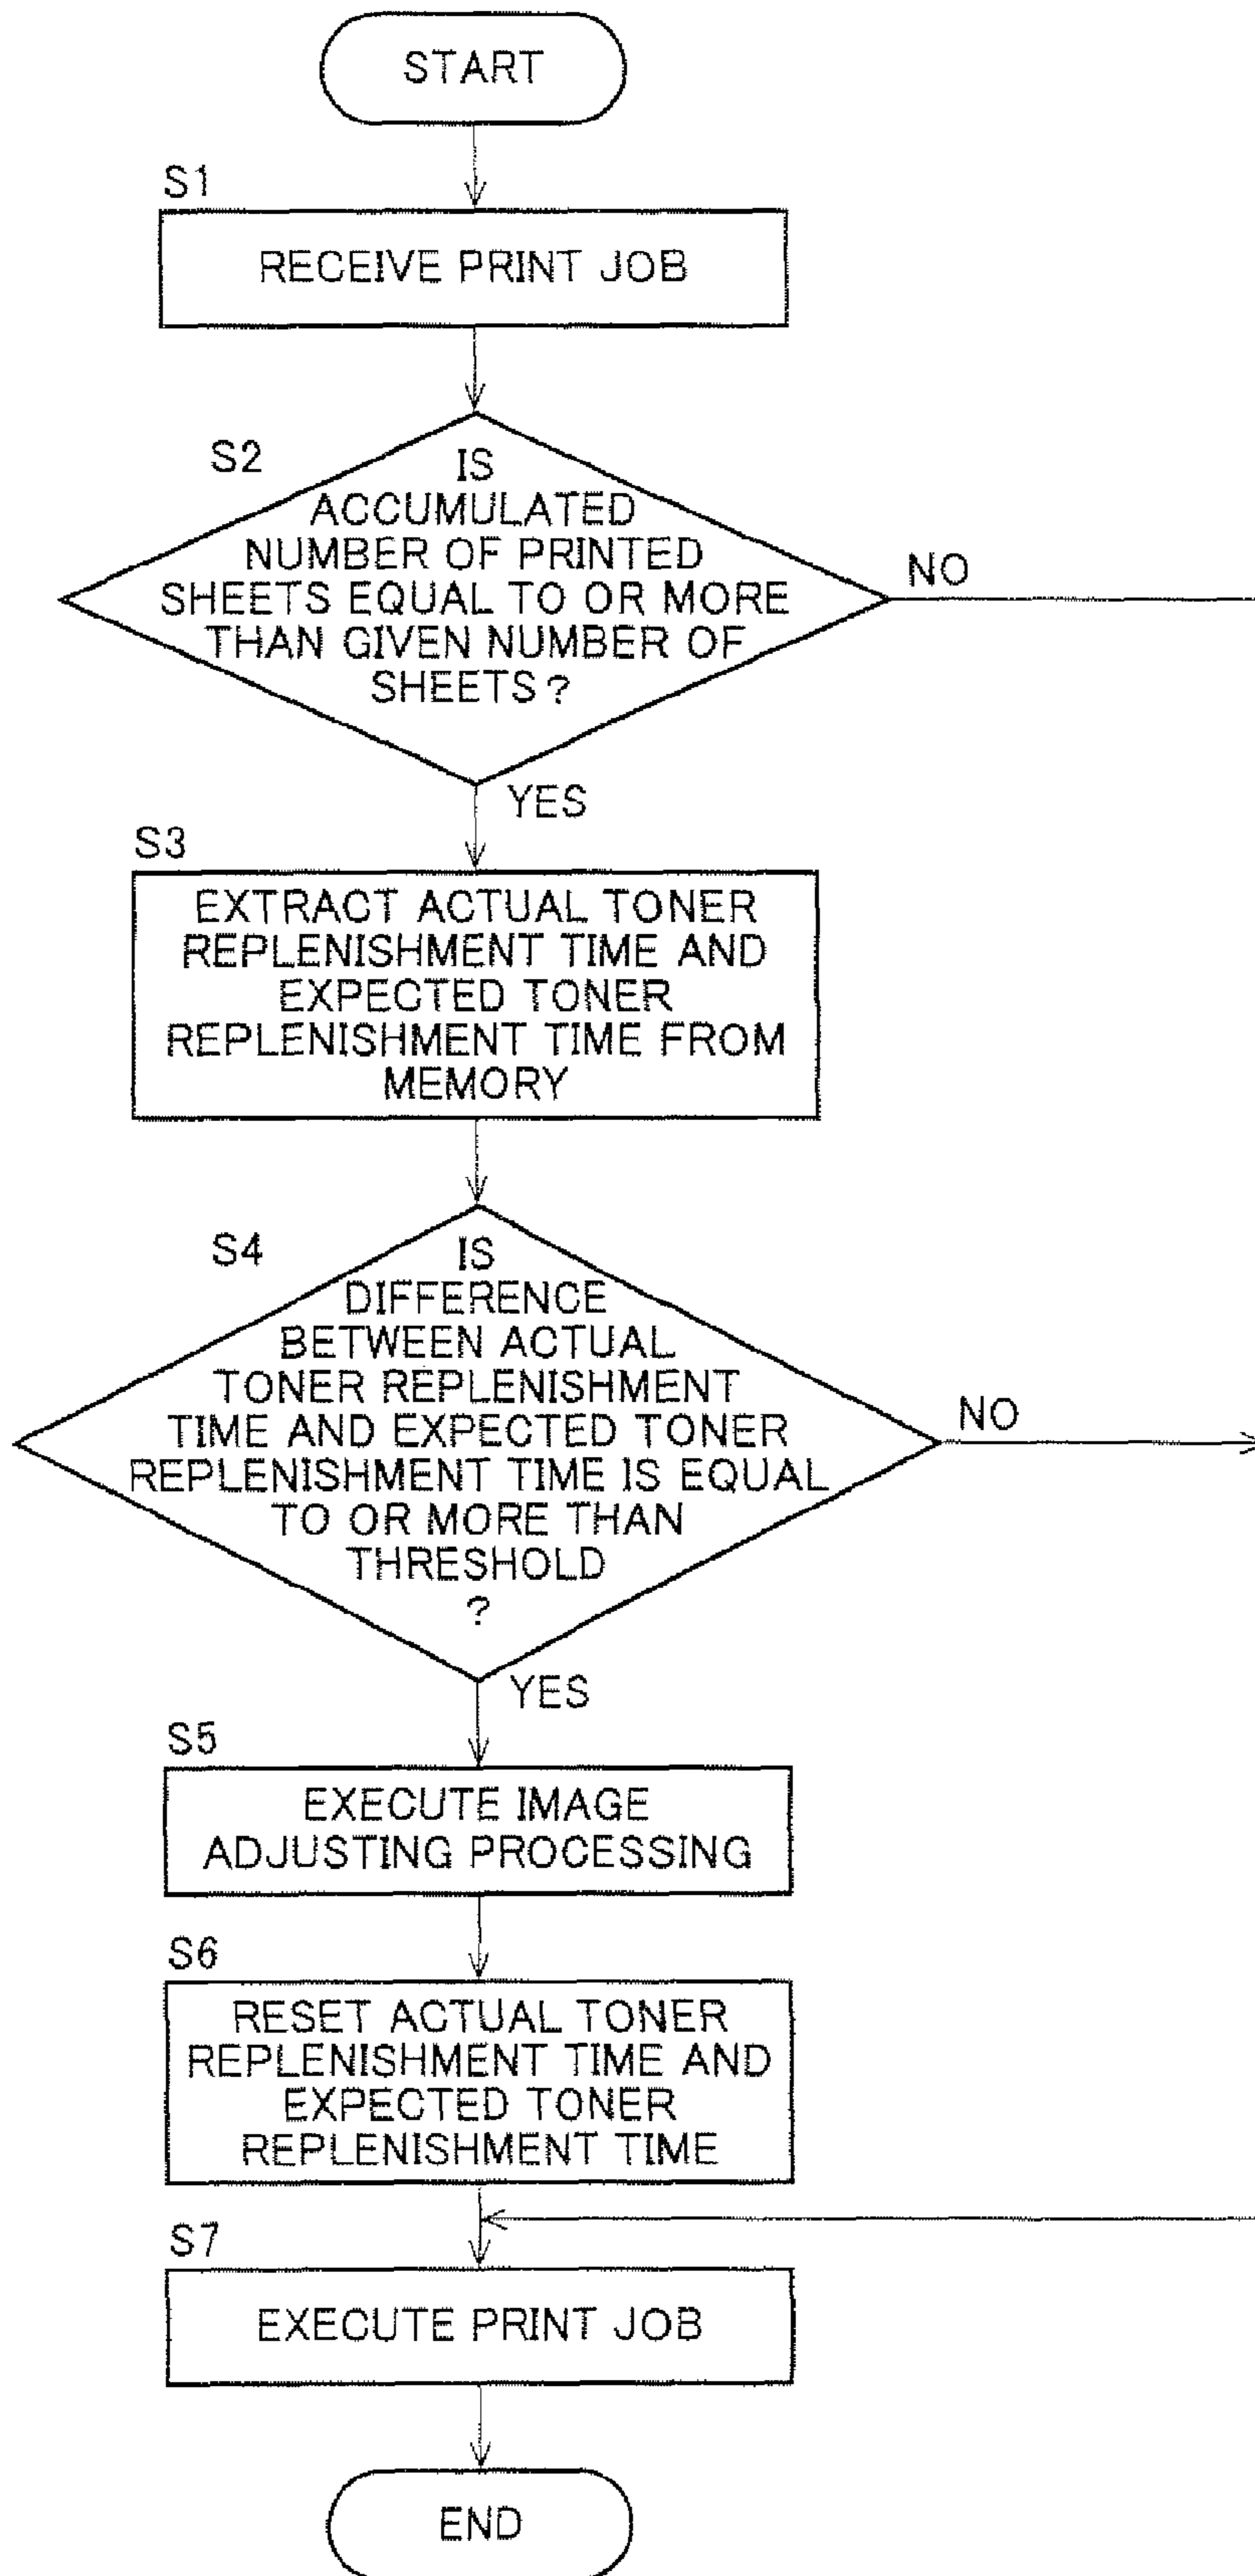 START
S1
RECEIVE PRINT JOB
S2
IS
ACCUMULATED
NUMBER OF PRINTED
SHEETS EQUAL TO OR MORE
THAN GIVEN NUMBER OF
SHEETS?
NO
YES
S3
EXTRACT ACTUAL TONER
REPLENISHMENT TIME AND
EXPECTED TONER
REPLENISHMENT TIME FROM
MEMORY
S4
IS
DIFFERENCE
BETWEEN ACTUAL
TONER REPLENISHMENT
TIME AND EXPECTED TONER
REPLENISHMENT TIME IS EQUAL
TO OR MORE THAN
THRESHOLD
?
NO
YES
S5
EXECUTE IMAGE
ADJUSTING PROCESSING
S6
RESET ACTUAL TONER
REPLENISHMENT TIME AND
EXPECTED TONER
REPLENISHMENT TIME
S7
EXECUTE PRINT JOB
END